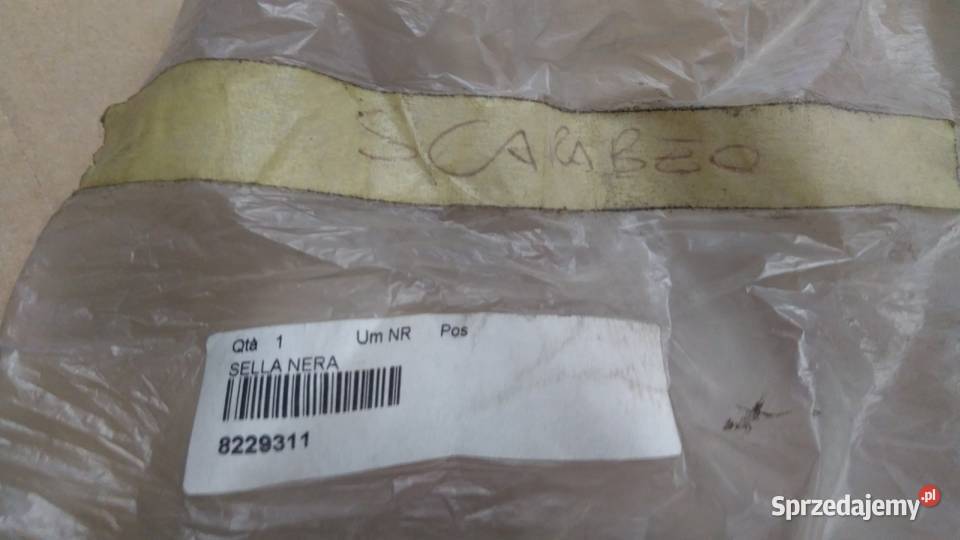 SCARABEO
Qtà 1 Um NR Pos
SELLA NERA
8229311
Sprzedajemy.pl